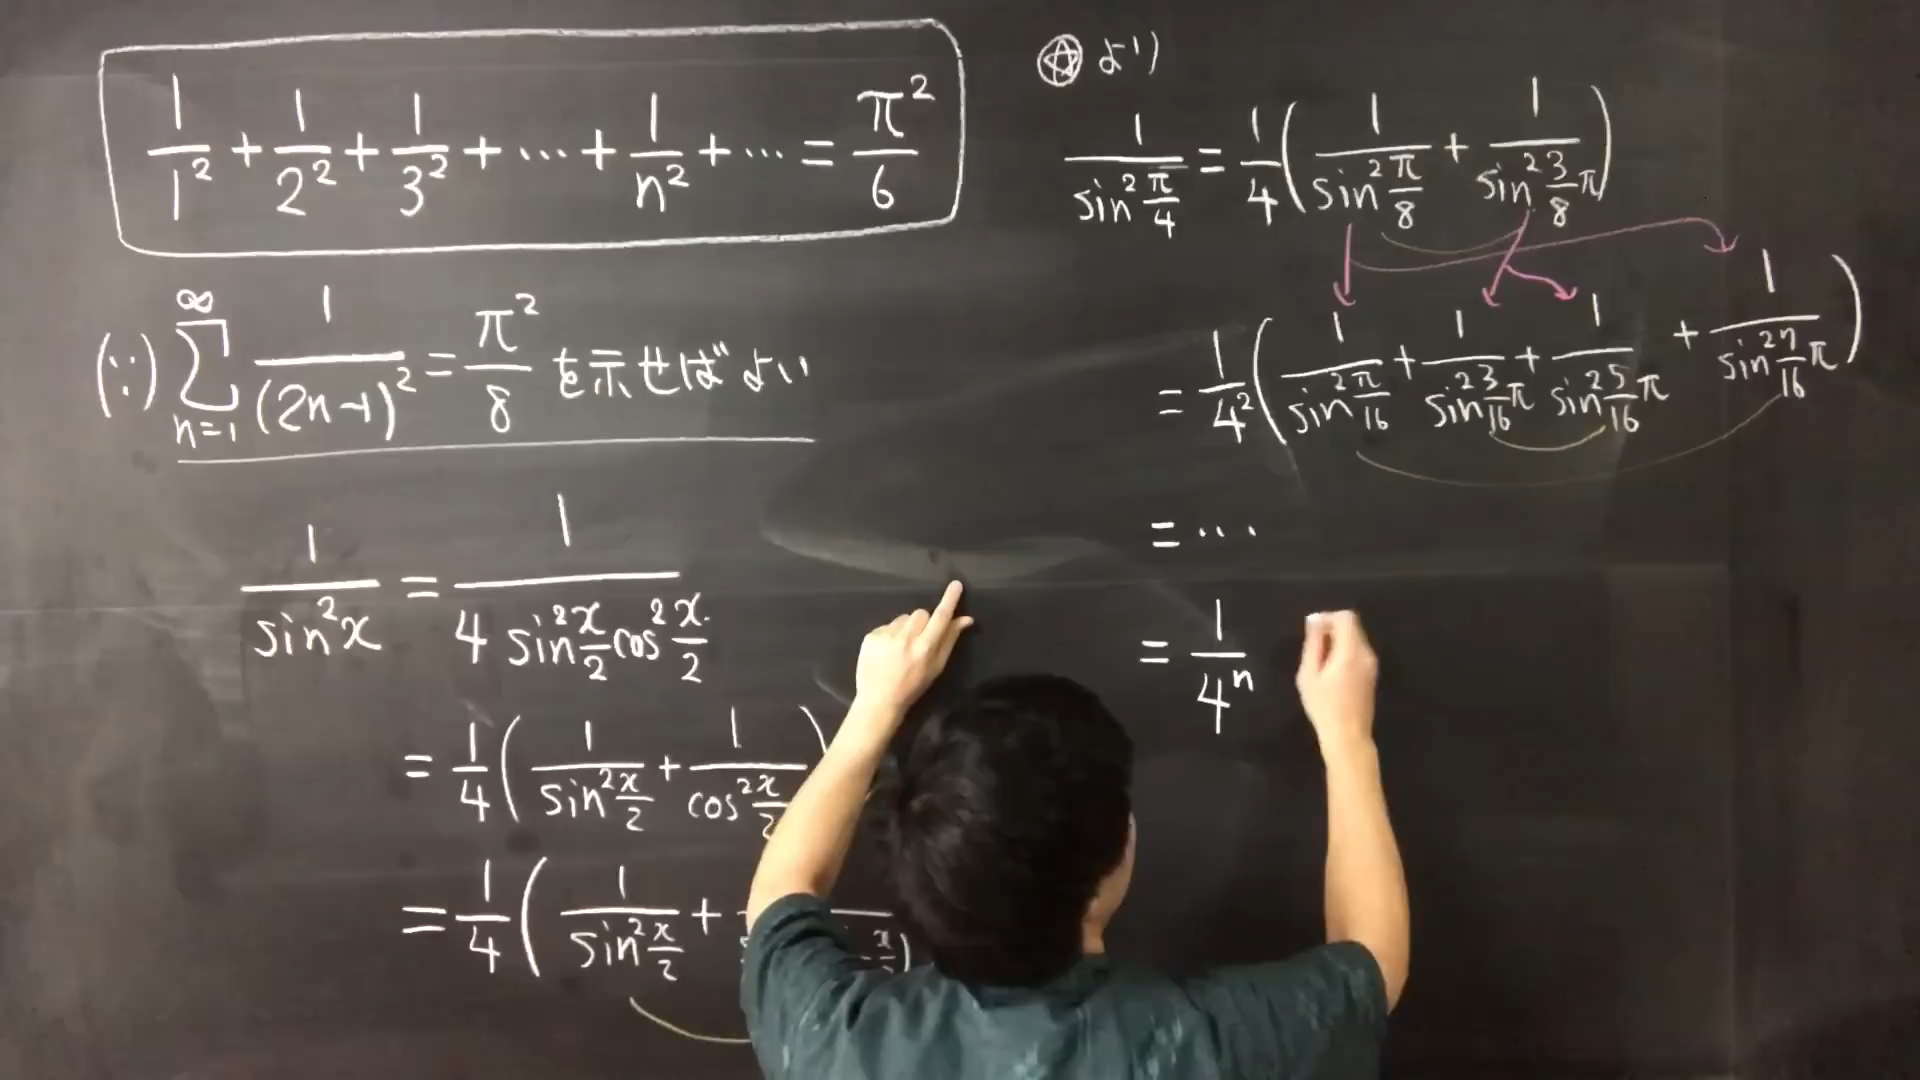 1/1² + 1/2² + 1/3² + ⋯ + 1/n² + ⋯ = π²/6
(∵) ∞∑n=1 1/(2n-1)² = π²/8 を示せばよい
1/sin²x = 1/(4 sin² x/2 cos² x/2)
= 1/4 ( 1/sin² x/2 + 1/cos² x/2 )
= 1/4 ( 1/sin² x/2 +
☆ より
1/sin² π/4 = 1/4 ( 1/sin² π/8 + 1/sin² 3/8 π )
= 1/4² ( 1/sin² π/16 + 1/sin² 3/16 π + 1/sin² 5/16 π + 1/sin² 7/16 π )
= ⋯
= 1/4ⁿ